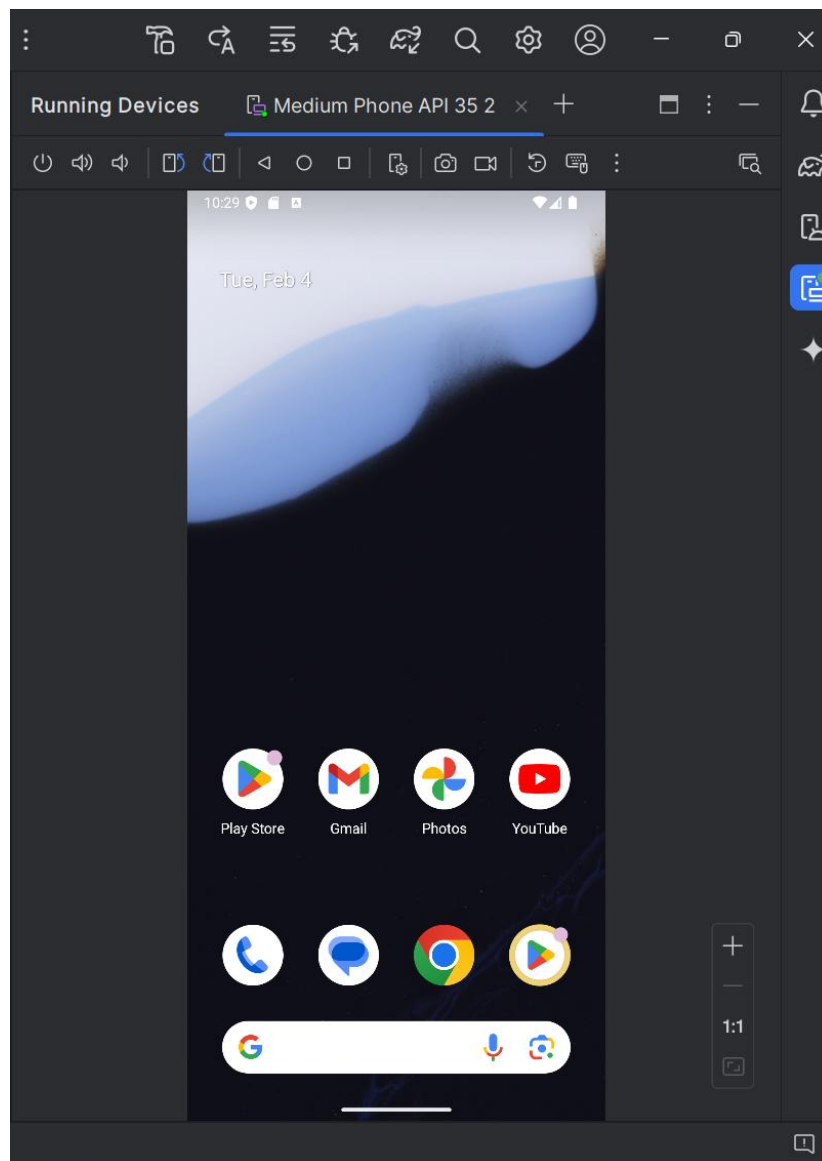 Running Devices
Medium Phone API 35 2
10:29
Tue, Feb 4
Play Store
Gmail
Photos
YouTube
1:1